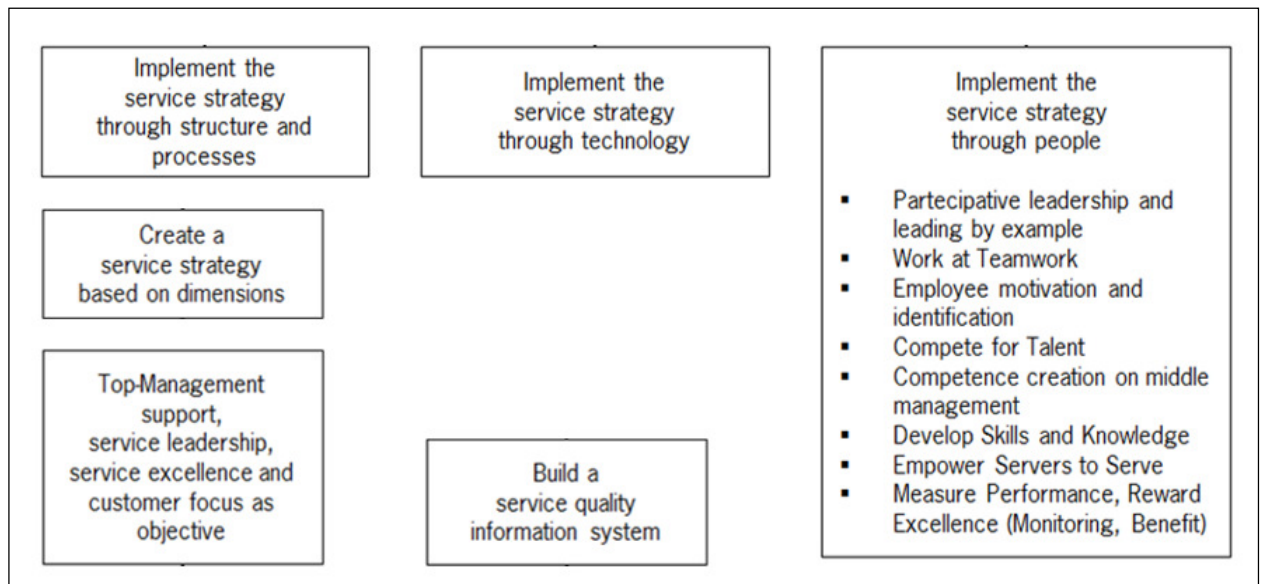 Implement the
service strategy
through structure and
processes
Implement the
service strategy
through technology
Implement the
service strategy
through people
▪ Partecipative leadership and
leading by example
▪ Work at Teamwork
▪ Employee motivation and
identification
▪ Compete for Talent
▪ Competence creation on middle
management
▪ Develop Skills and Knowledge
▪ Empower Servers to Serve
▪ Measure Performance, Reward
Excellence (Monitoring, Benefit)
Create a
service strategy
based on dimensions
Top-Management
support,
service leadership,
service excellence and
customer focus as
objective
Build a
service quality
information system